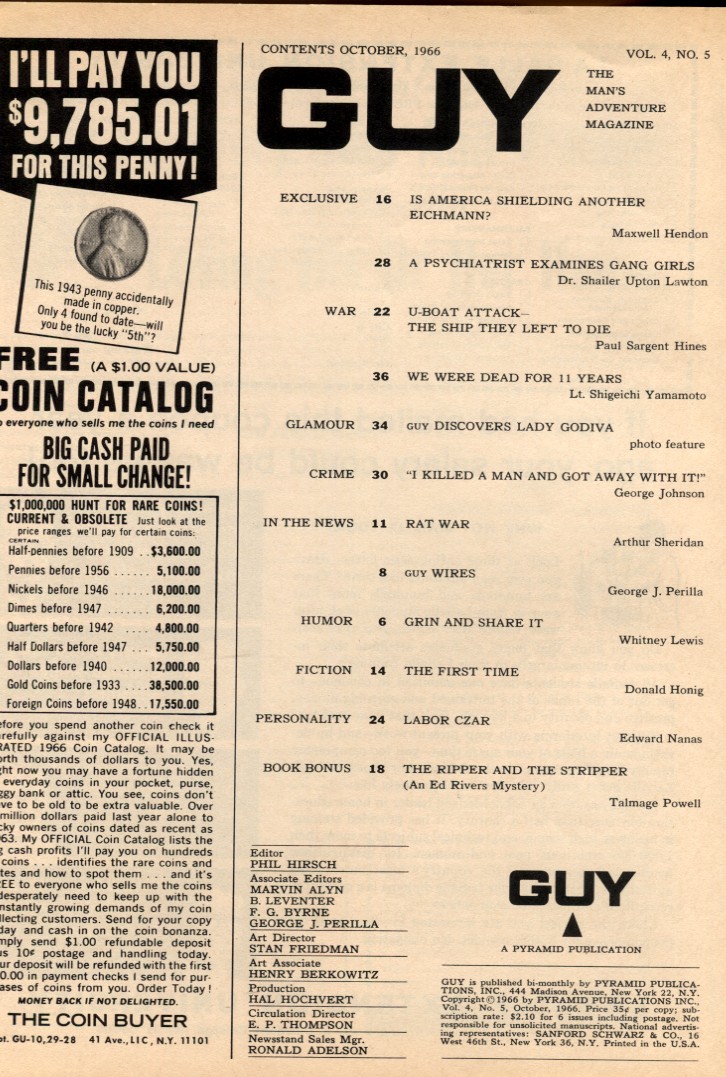 I'LL PAY YOU
$9,785.01
FOR THIS PENNY!
This 1943 penny accidentally
made in copper.
Only 4 found to date—will
you be the lucky "5th"?
FREE (A $1.00 VALUE)
COIN CATALOG
everyone who sells me the coins I need
BIG CASH PAID
FOR SMALL CHANGE!
$1,000,000 HUNT FOR RARE COINS!
CURRENT & OBSOLETE Just look at the
price ranges we'll pay for certain coins:
CERTAIN
Half-pennies before 1909 .. $3,600.00
Pennies before 1956 ...... 5,100.00
Nickels before 1946 ...... 18,000.00
Dimes before 1947 ....... 6,200.00
Quarters before 1942 .... 4,800.00
Half Dollars before 1947 ... 5,750.00
Dollars before 1940 ...... 12,000.00
Gold Coins before 1933 .... 38,500.00
Foreign Coins before 1948.. 17,550.00
efore you spend another coin check it
refully against my OFFICIAL ILLUS-
RATED 1966 Coin Catalog. It may be
orth thousands of dollars to you. Yes,
ght now you may have a fortune hidden
everyday coins in your pocket, purse,
ggy bank or attic. You see, coins don't
ve to be old to be extra valuable. Over
million dollars paid last year alone to
cky owners of coins dated as recent as
63. My OFFICIAL Coin Catalog lists the
g cash profits I'll pay you on hundreds
coins . . . identifies the rare coins and
tes and how to spot them . . . and it's
EE to everyone who sells me the coins
desperately need to keep up with the
nstantly growing demands of my coin
llecting customers. Send for your copy
day and cash in on the coin bonanza.
mply send $1.00 refundable deposit
us 10¢ postage and handling today.
ur deposit will be refunded with the first
0.00 in payment checks I send for pur-
ases of coins from you. Order Today!
MONEY BACK IF NOT DELIGHTED.
THE COIN BUYER
pt. GU-10,29-28 41 Ave.,LIC, N.Y. 11101
CONTENTS OCTOBER, 1966
VOL. 4, NO. 5
GUY
THE
MAN'S
ADVENTURE
MAGAZINE
EXCLUSIVE 16 IS AMERICA SHIELDING ANOTHER
EICHMANN?
Maxwell Hendon
28 A PSYCHIATRIST EXAMINES GANG GIRLS
Dr. Shailer Upton Lawton
WAR 22 U-BOAT ATTACK—
THE SHIP THEY LEFT TO DIE
Paul Sargent Hines
36 WE WERE DEAD FOR 11 YEARS
Lt. Shigeichi Yamamoto
GLAMOUR 34 GUY DISCOVERS LADY GODIVA
photo feature
CRIME 30 "I KILLED A MAN AND GOT AWAY WITH IT!"
George Johnson
IN THE NEWS 11 RAT WAR
Arthur Sheridan
8 GUY WIRES
George J. Perilla
HUMOR 6 GRIN AND SHARE IT
Whitney Lewis
FICTION 14 THE FIRST TIME
Donald Honig
PERSONALITY 24 LABOR CZAR
Edward Nanas
BOOK BONUS 18 THE RIPPER AND THE STRIPPER
(An Ed Rivers Mystery)
Talmage Powell
Editor
PHIL HIRSCH
Associate Editors
MARVIN ALYN
B. LEVENTER
F. G. BYRNE
GEORGE J. PERILLA
Art Director
STAN FRIEDMAN
Art Associate
HENRY BERKOWITZ
Production
HAL HOCHVERT
Circulation Director
E. P. THOMPSON
Newsstand Sales Mgr.
RONALD ADELSON
GUY
A PYRAMID PUBLICATION
GUY is published bi-monthly by PYRAMID PUBLICA-
TIONS, INC., 444 Madison Avenue, New York 22, N.Y.
Copyright © 1966 by PYRAMID PUBLICATIONS INC.,
Vol. 4, No. 5, October, 1966. Price 35¢ per copy; sub-
scription rate: $2.10 for 6 issues including postage. Not
responsible for unsolicited manuscripts. National advertis-
ing representatives: SANFORD SCHWARZ & CO., 16
West 46th St., New York 36, N.Y. Printed in the U.S.A.